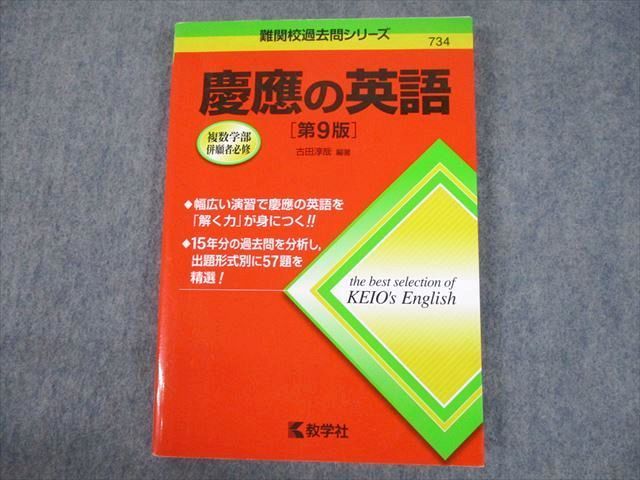 難関校過去問シリーズ
734
慶應の英語
[第9版]
複数学部
併願者必修
古田淳哉 編著
◆幅広い演習で慶應の英語を
「解く力」が身につく!!
◆15年分の過去問を分析し,
出題形式別に57題を
精選!
the best selection of
KEIO's English
教学社